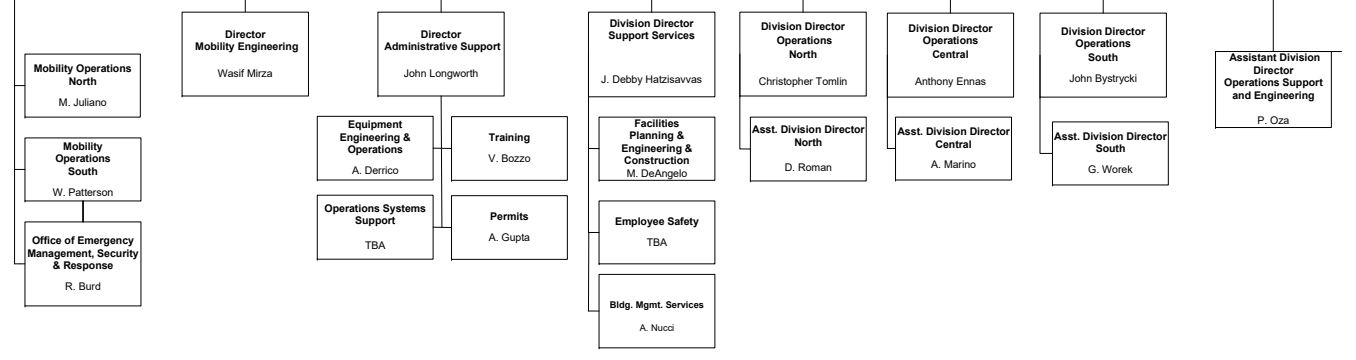 Mobility Operations
North
M. Juliano
Mobility
Operations
South
W. Patterson
Office of Emergency
Management, Security
& Response
R. Burd
Director
Mobility Engineering
Wasif Mirza
Director
Administrative Support
John Longworth
Equipment
Engineering &
Operations
A. Derrico
Training
V. Bozzo
Operations Systems
Support
TBA
Permits
A. Gupta
Division Director
Support Services
J. Debby Hatzisavvas
Facilities
Planning &
Engineering &
Construction
M. DeAngelo
Employee Safety
TBA
Bldg. Mgmt. Services
A. Nucci
Division Director
Operations
North
Christopher Tomlin
Asst. Division Director
North
D. Roman
Division Director
Operations
Central
Anthony Ennas
Asst. Division Director
Central
A. Marino
Division Director
Operations
South
John Bystrycki
Asst. Division Director
South
G. Worek
Assistant Division
Director
Operations Support
and Engineering
P. Oza